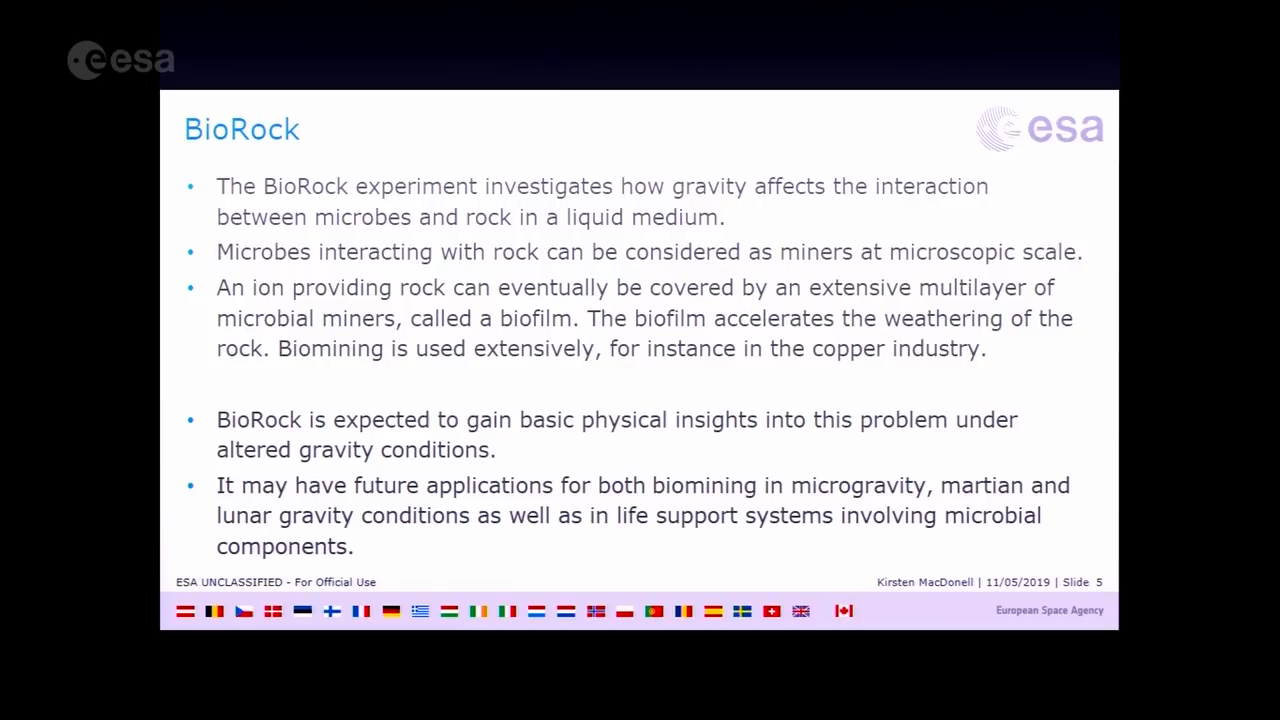 esa
BioRock
esa
• The BioRock experiment investigates how gravity affects the interaction
between microbes and rock in a liquid medium.
• Microbes interacting with rock can be considered as miners at microscopic scale.
• An ion providing rock can eventually be covered by an extensive multilayer of
microbial miners, called a biofilm. The biofilm accelerates the weathering of the
rock. Biomining is used extensively, for instance in the copper industry.
• BioRock is expected to gain basic physical insights into this problem under
altered gravity conditions.
• It may have future applications for both biomining in microgravity, martian and
lunar gravity conditions as well as in life support systems involving microbial
components.
ESA UNCLASSIFIED - For Official Use
Kirsten MacDonell | 11/05/2019 | Slide 5
European Space Agency